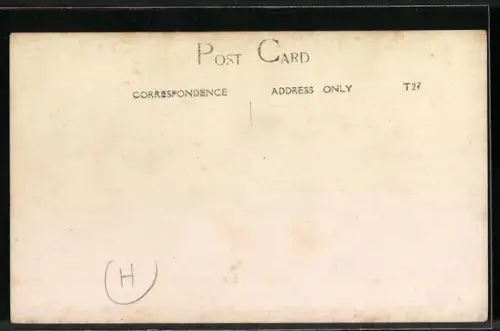 POST CARD
CORRESPONDENCE ADDRESS ONLY T27
H